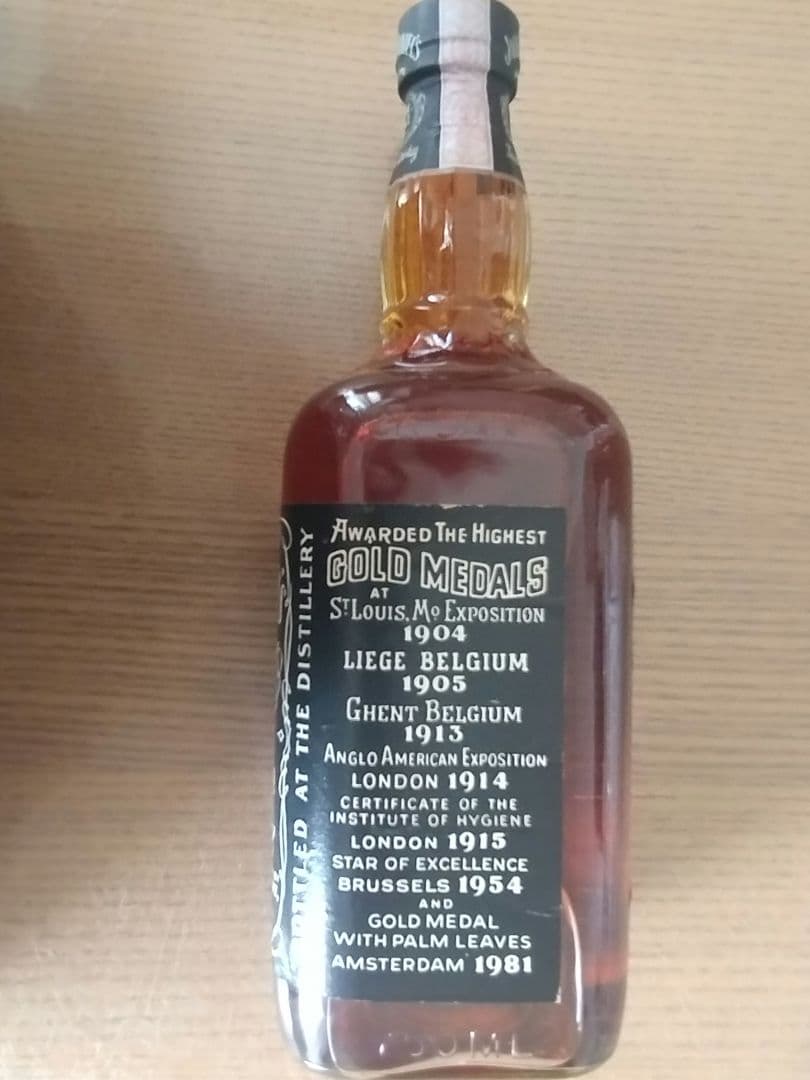 AWARDED THE HIGHEST
GOLD MEDALS
AT
ST LOUIS, MO EXPOSITION
1904
LIEGE BELGIUM
1905
GHENT BELGIUM
1913
ANGLO AMERICAN EXPOSITION
LONDON 1914
CERTIFICATE OF THE
INSTITUTE OF HYGIENE
LONDON 1915
STAR OF EXCELLENCE
BRUSSELS 1954
AND
GOLD MEDAL
WITH PALM LEAVES
AMSTERDAM 1981
BOTTLED AT THE DISTILLERY